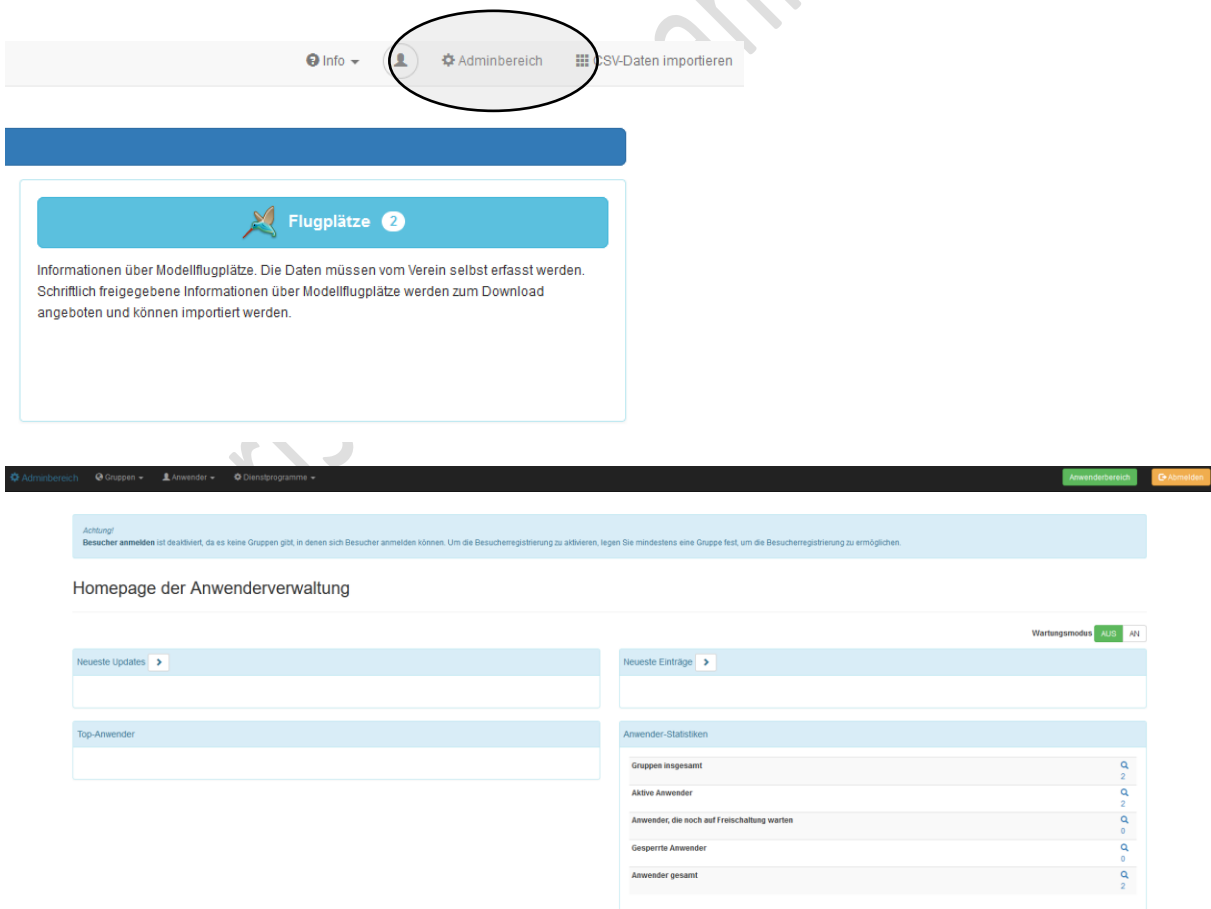 Info
Adminbereich
CSV-Daten importieren
Flugplätze 2
Informationen über Modellflugplätze. Die Daten müssen vom Verein selbst erfasst werden.
Schriftlich freigegebene Informationen über Modellflugplätze werden zum Download
angeboten und können importiert werden.
Adminbereich Gruppen Anwender Dienstprogramme Anwenderbereich Abmelden
Achtung!
Besucher anmelden ist deaktiviert, da es keine Gruppen gibt, in denen sich Besucher anmelden können. Um die Besucherregistrierung zu aktivieren, legen Sie mindestens eine Gruppe fest, um die Besucherregistrierung zu ermöglichen.
Homepage der Anwenderverwaltung
Wartungsmodus AUS AN
Neueste Updates
Neueste Einträge
Top-Anwender
Anwender-Statistiken
Gruppen insgesamt
2
Aktive Anwender
2
Anwender, die noch auf Freischaltung warten
0
Gesperrte Anwender
0
Anwender gesamt
2